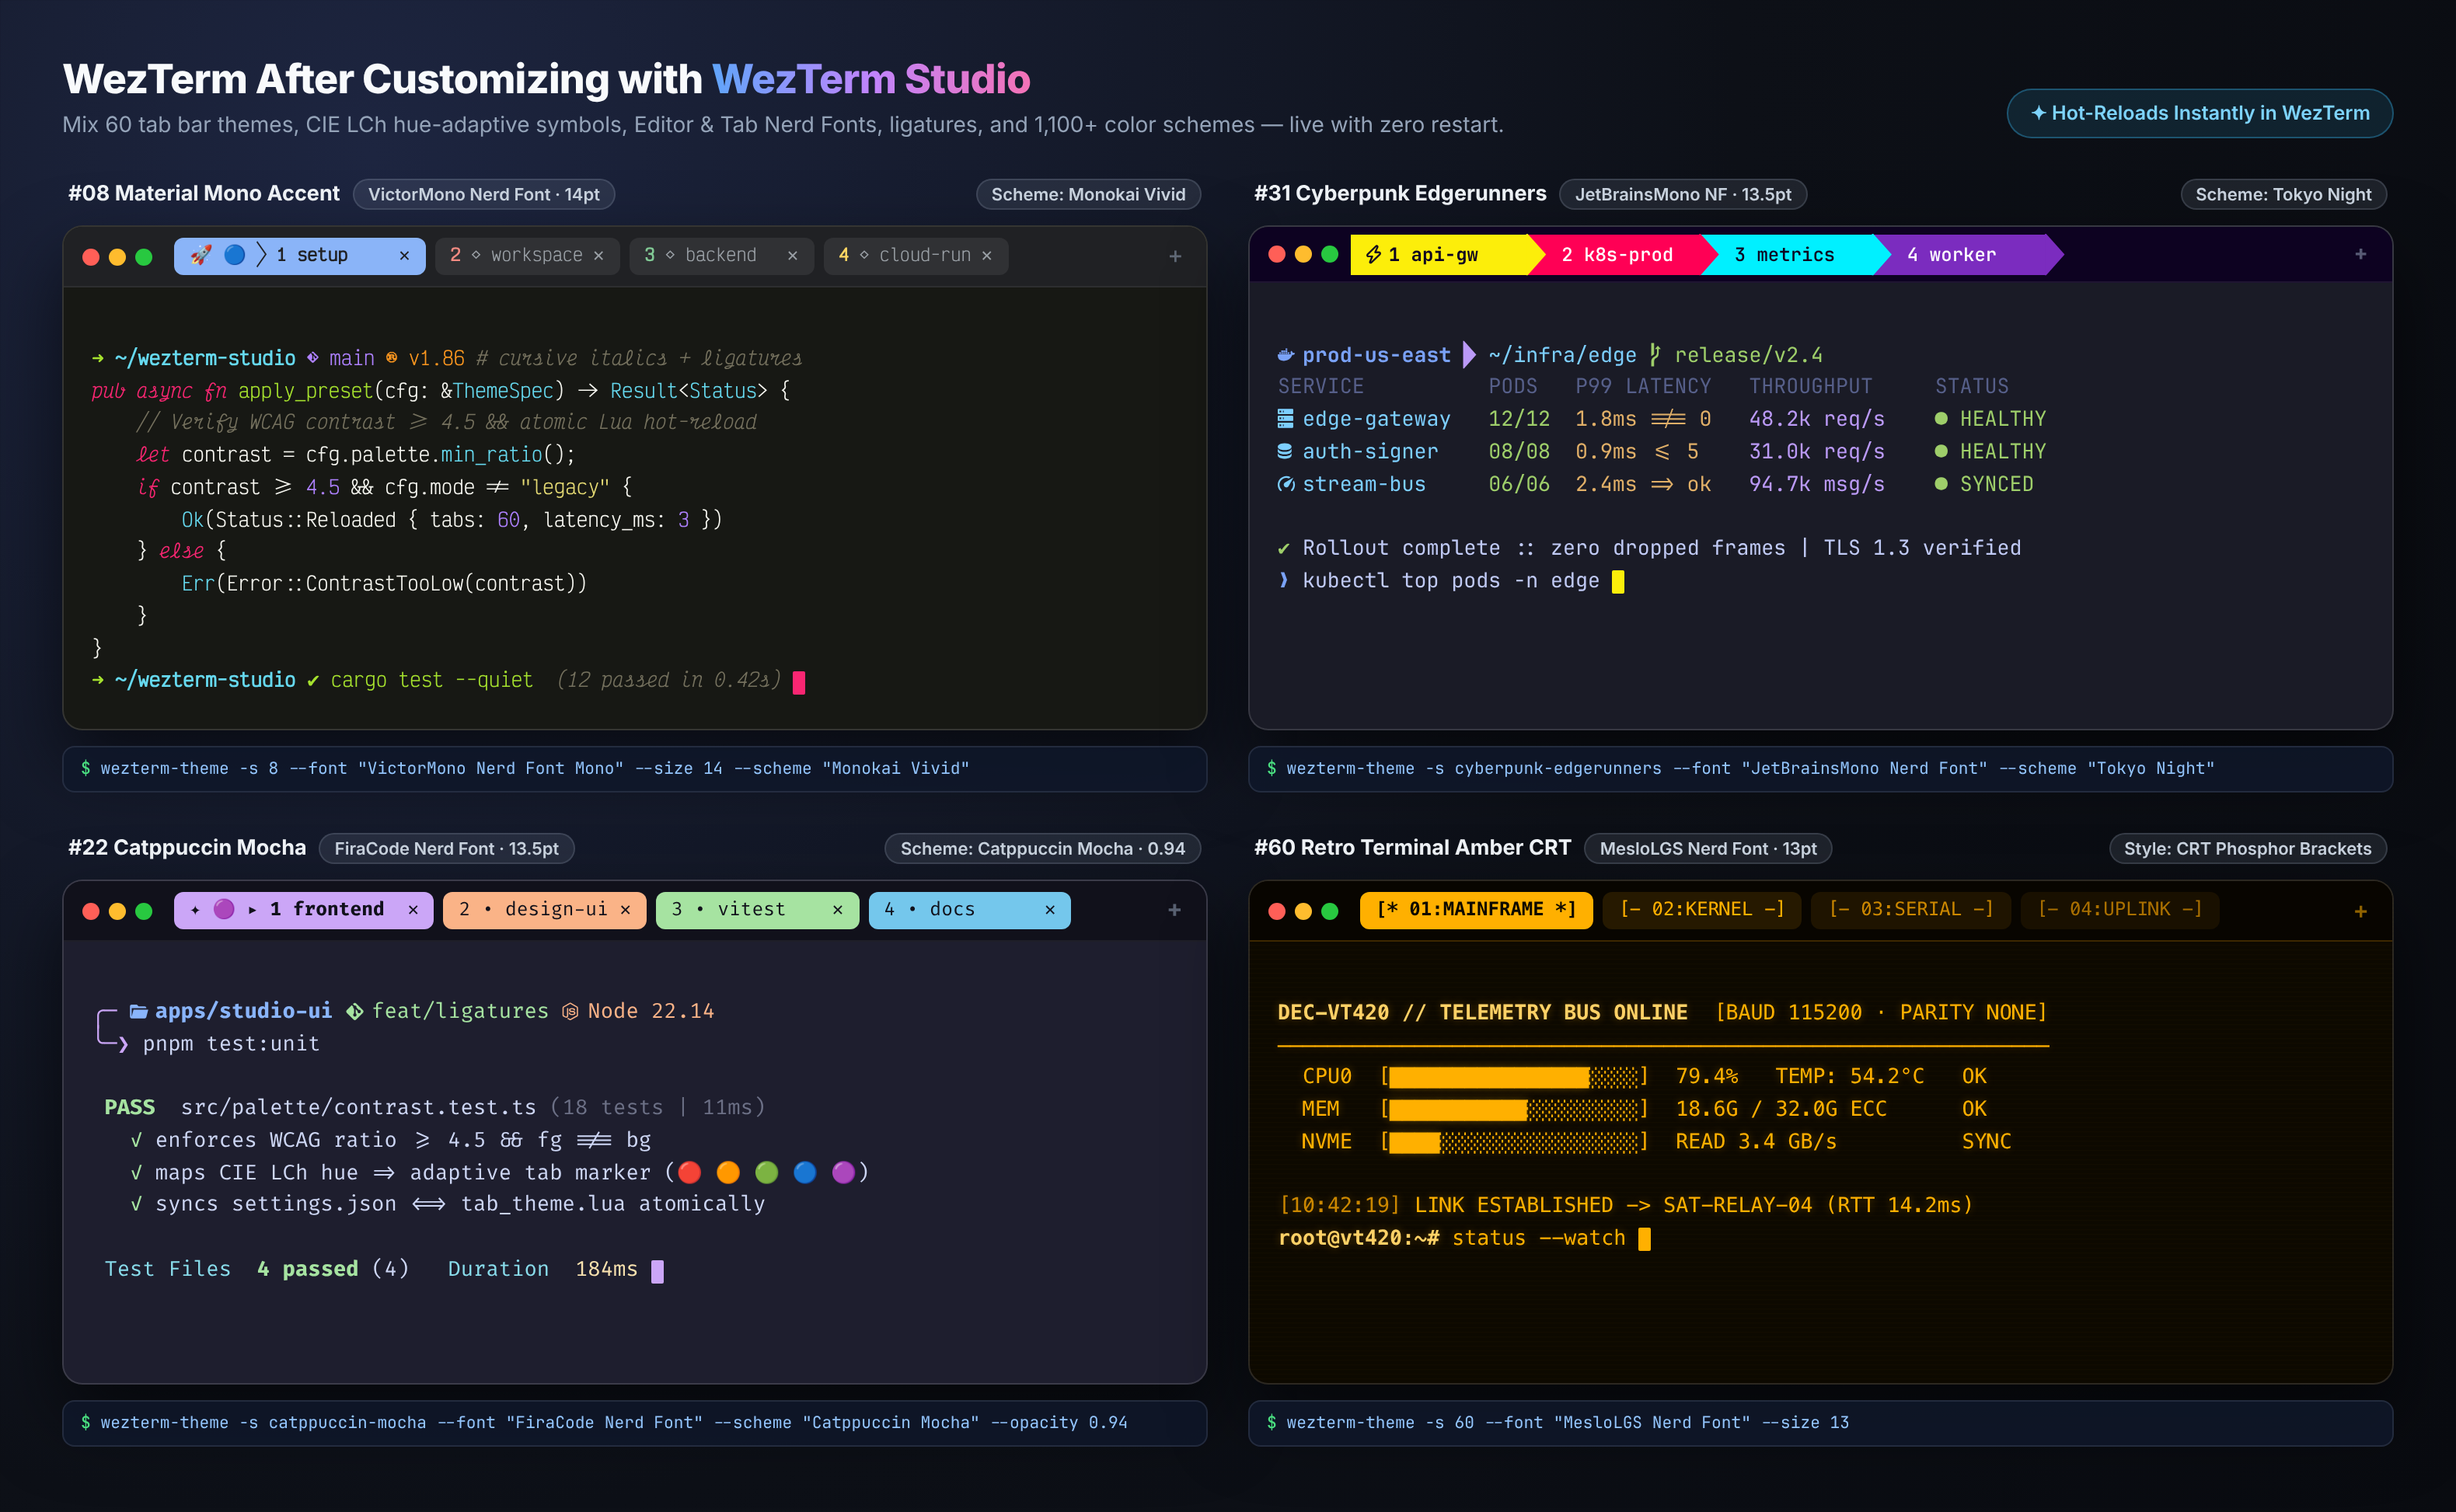 WezTerm After Customizing with WezTerm Studio
Mix 60 tab bar themes, CIE LCh hue-adaptive symbols, Editor & Tab Nerd Fonts, ligatures, and 1,100+ color schemes — live with zero restart.
✦ Hot-Reloads Instantly in WezTerm
#08 Material Mono Accent VictorMono Nerd Font · 14pt Scheme: Monokai Vivid
🚀 🔵 〉1 setup × 2 ⋄ workspace × 3 ⋄ backend × 4 ⋄ cloud-run × +
➜ ~/wezterm-studio main v1.86 # cursive italics + ligatures
pub async fn apply_preset(cfg: &ThemeSpec) -> Result<Status> {
// Verify WCAG contrast >= 4.5 && atomic Lua hot-reload
let contrast = cfg.palette.min_ratio();
if contrast >= 4.5 && cfg.mode != "legacy" {
Ok(Status::Reloaded { tabs: 60, latency_ms: 3 })
} else {
Err(Error::ContrastTooLow(contrast))
}
}
➜ ~/wezterm-studio ✔ cargo test --quiet (12 passed in 0.42s)
$ wezterm-theme -s 8 --font "VictorMono Nerd Font Mono" --size 14 --scheme "Monokai Vivid"
#31 Cyberpunk Edgerunners JetBrainsMono NF · 13.5pt Scheme: Tokyo Night
1 api-gw 2 k8s-prod 3 metrics 4 worker +
prod-us-east ~/infra/edge release/v2.4
SERVICE PODS P99 LATENCY THROUGHPUT STATUS
edge-gateway 12/12 1.8ms !== 0 48.2k req/s ● HEALTHY
auth-signer 08/08 0.9ms <= 5 31.0k req/s ● HEALTHY
stream-bus 06/06 2.4ms => ok 94.7k msg/s ● SYNCED
✔ Rollout complete :: zero dropped frames | TLS 1.3 verified
❯ kubectl top pods -n edge
$ wezterm-theme -s cyberpunk-edgerunners --font "JetBrainsMono Nerd Font" --scheme "Tokyo Night"
#22 Catppuccin Mocha FiraCode Nerd Font · 13.5pt Scheme: Catppuccin Mocha · 0.94
✦ 🟣 ▸ 1 frontend × 2 • design-ui × 3 • vitest × 4 • docs × +
╭─ apps/studio-ui feat/ligatures Node 22.14
╰─❯ pnpm test:unit
PASS src/palette/contrast.test.ts (18 tests | 11ms)
√ enforces WCAG ratio >= 4.5 && fg !== bg
√ maps CIE LCh hue => adaptive tab marker (🔴 🟠 🟢 🔵 🟣)
√ syncs settings.json <=> tab_theme.lua atomically
Test Files 4 passed (4) Duration 184ms
$ wezterm-theme -s catppuccin-mocha --font "FiraCode Nerd Font" --scheme "Catppuccin Mocha" --opacity 0.94
#60 Retro Terminal Amber CRT MesloLGS Nerd Font · 13pt Style: CRT Phosphor Brackets
[* 01:MAINFRAME *] [- 02:KERNEL -] [- 03:SERIAL -] [- 04:UPLINK -] +
DEC-VT420 // TELEMETRY BUS ONLINE [BAUD 115200 · PARITY NONE]
CPU0 [████████████████░░░░] 79.4% TEMP: 54.2°C OK
MEM [███████████░░░░░░░░░] 18.6G / 32.0G ECC OK
NVME [████░░░░░░░░░░░░░░░░] READ 3.4 GB/s SYNC
[10:42:19] LINK ESTABLISHED -> SAT-RELAY-04 (RTT 14.2ms)
root@vt420:~# status --watch
$ wezterm-theme -s 60 --font "MesloLGS Nerd Font" --size 13